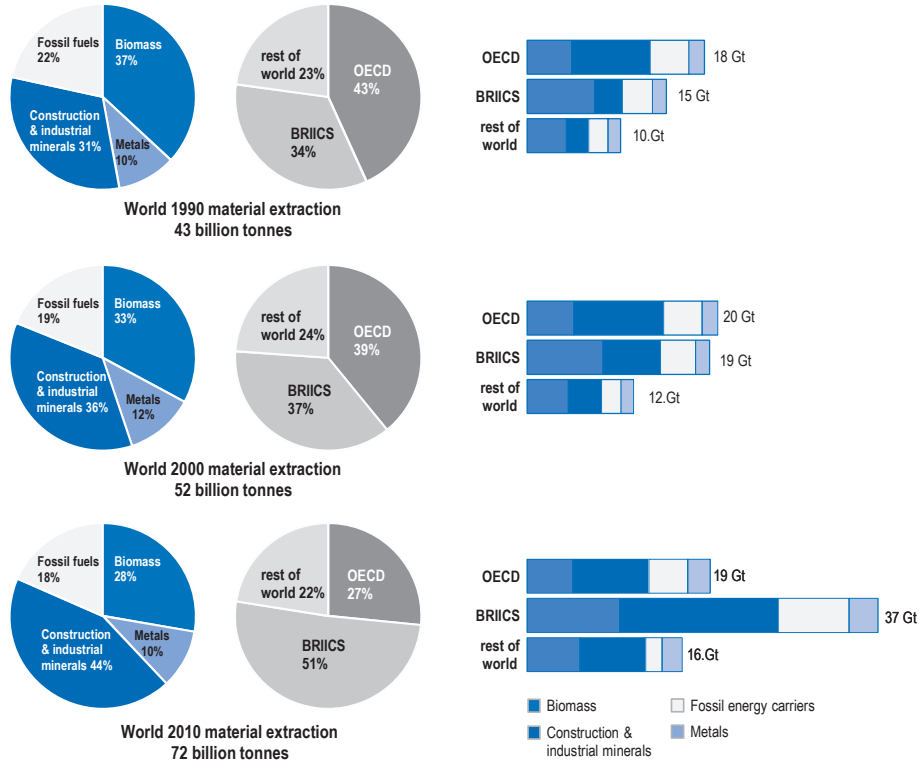 Fossil fuels
22%
Biomass
37%
Construction
& industrial
minerals 31%
Metals
10%
rest of
world 23%
OECD
43%
BRIICS
34%
World 1990 material extraction
43 billion tonnes
OECD
18 Gt
BRIICS
15 Gt
rest of
world
10.Gt
Fossil fuels
19%
Biomass
33%
Construction
& industrial
minerals 36%
Metals
12%
rest of
world 24%
OECD
39%
BRIICS
37%
World 2000 material extraction
52 billion tonnes
OECD
20 Gt
BRIICS
19 Gt
rest of
world
12.Gt
Fossil fuels
18%
Biomass
28%
Construction
& industrial
minerals 44%
Metals
10%
rest of
world 22%
OECD
27%
BRIICS
51%
World 2010 material extraction
72 billion tonnes
OECD
19 Gt
BRIICS
37 Gt
rest of
world
16.Gt
Biomass
Fossil energy carriers
Construction &
industrial minerals
Metals